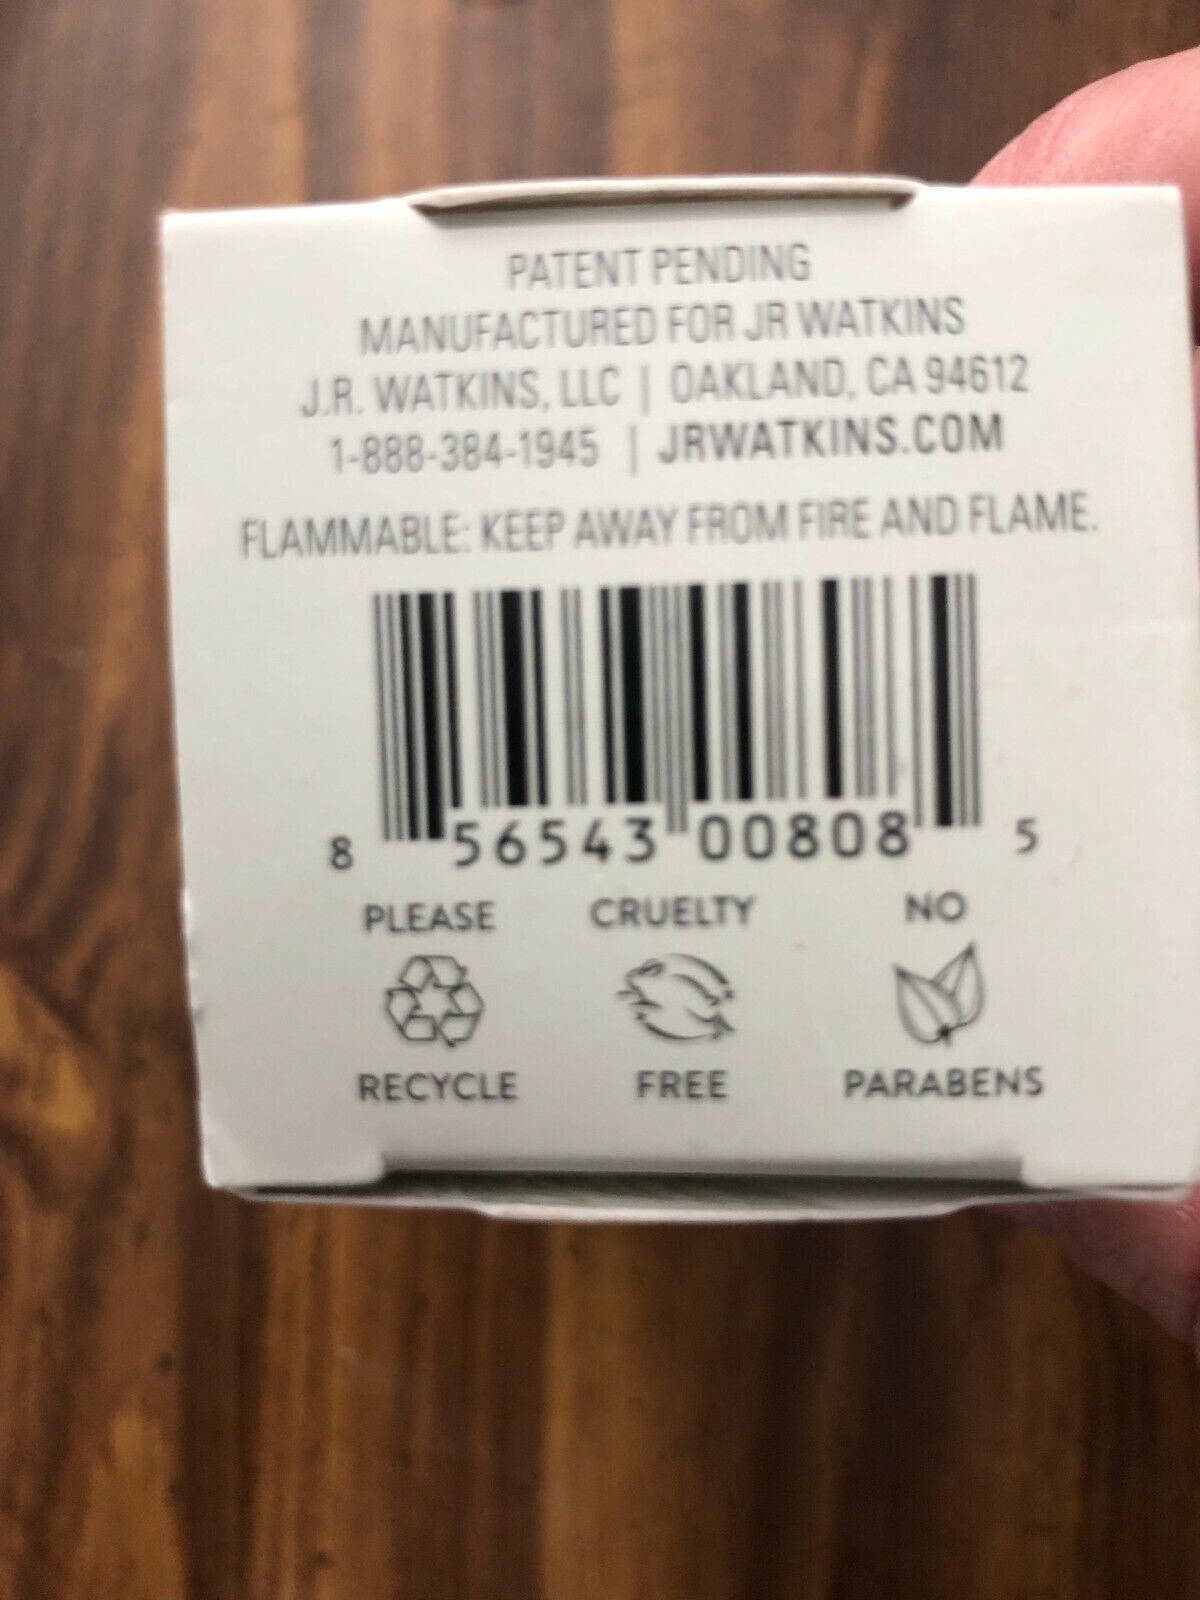 PATENT PENDING
MANUFACTURED FOR JR WATKINS
J.R. WATKINS, LLC | OAKLAND, CA 94612
1-888-384-1945 | JRWATKINS.COM
FLAMMABLE: KEEP AWAY FROM FIRE AND FLAME.
8 56543 00808 5
PLEASE CRUELTY NO
RECYCLE FREE PARABENS